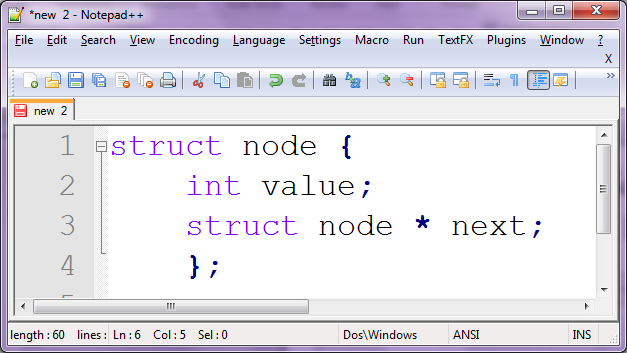 *new 2 - Notepad++
File Edit Search View Encoding Language Settings Macro Run TextFX Plugins Window ?
X
new 2
1 struct node {
2 int value;
3 struct node * next;
4 };
length : 60 lines : Ln : 6 Col : 5 Sel : 0 Dos\Windows ANSI INS